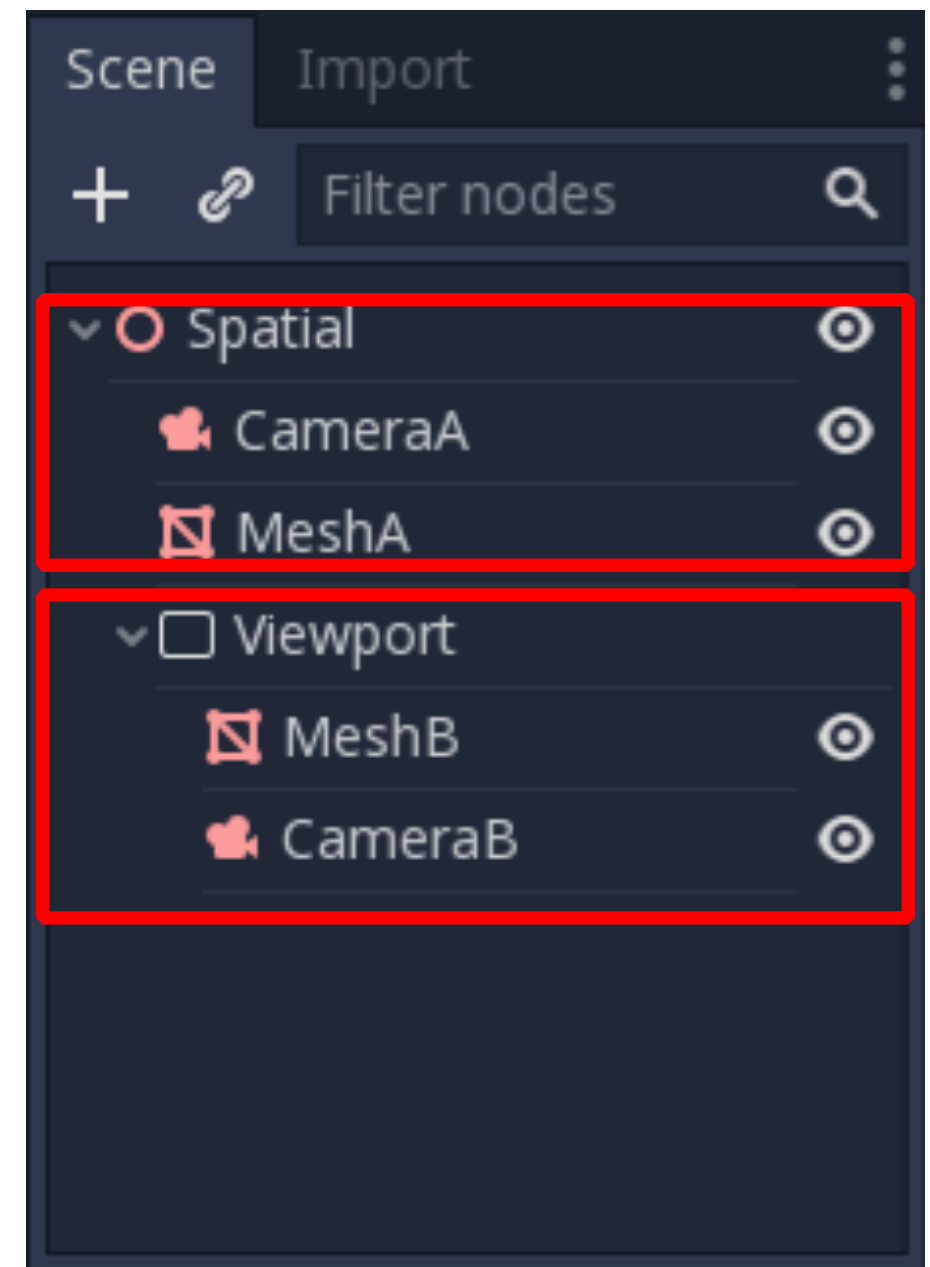 Scene Import
Filter nodes
Spatial
CameraA
MeshA
Viewport
MeshB
CameraB